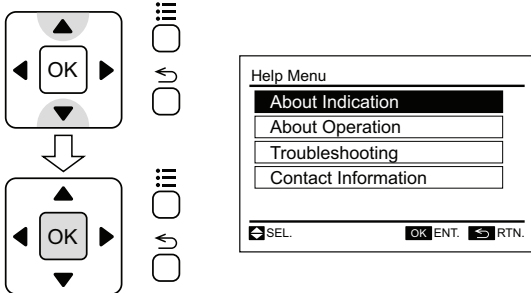 OK
OK
Help Menu
About Indication
About Operation
Troubleshooting
Contact Information
SEL. OK ENT. RTN.